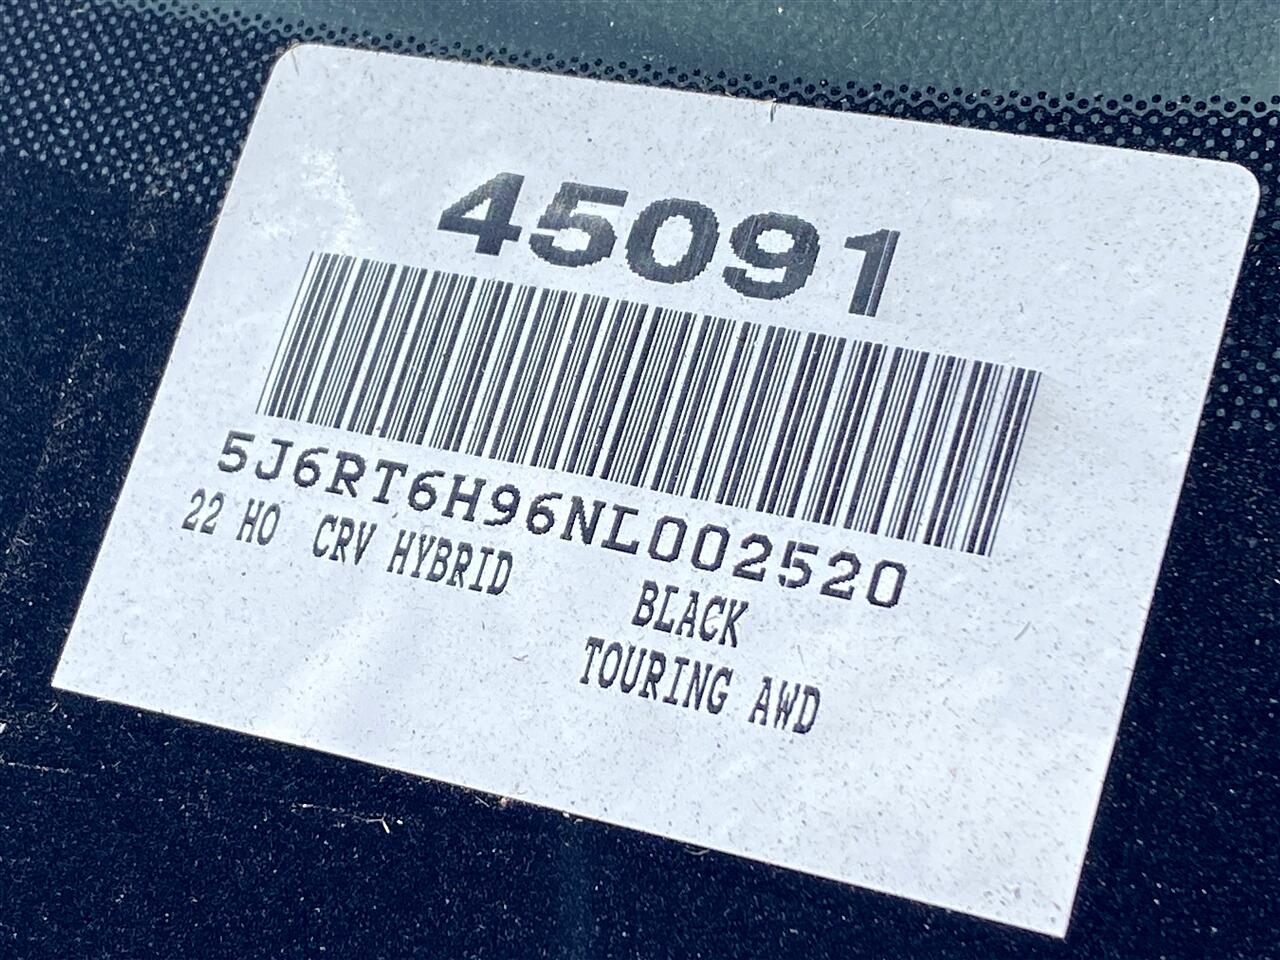 45091
5J6RT6H96NL002520
22 HO  CRV HYBRID
BLACK
TOURING AWD